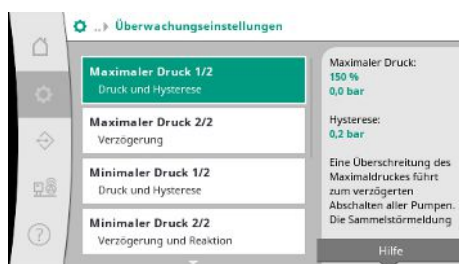 ..▸ Überwachungseinstellungen
Maximaler Druck 1/2
Druck und Hysterese
Maximaler Druck 2/2
Verzögerung
Minimaler Druck 1/2
Druck und Hysterese
Minimaler Druck 2/2
Verzögerung und Reaktion
Maximaler Druck:
150 %
0,0 bar
Hysterese:
0,2 bar
Eine Überschreitung des
Maximaldruckes führt
zum verzögerten
Abschalten aller Pumpen.
Die Sammelstörmeldung
Hilfe